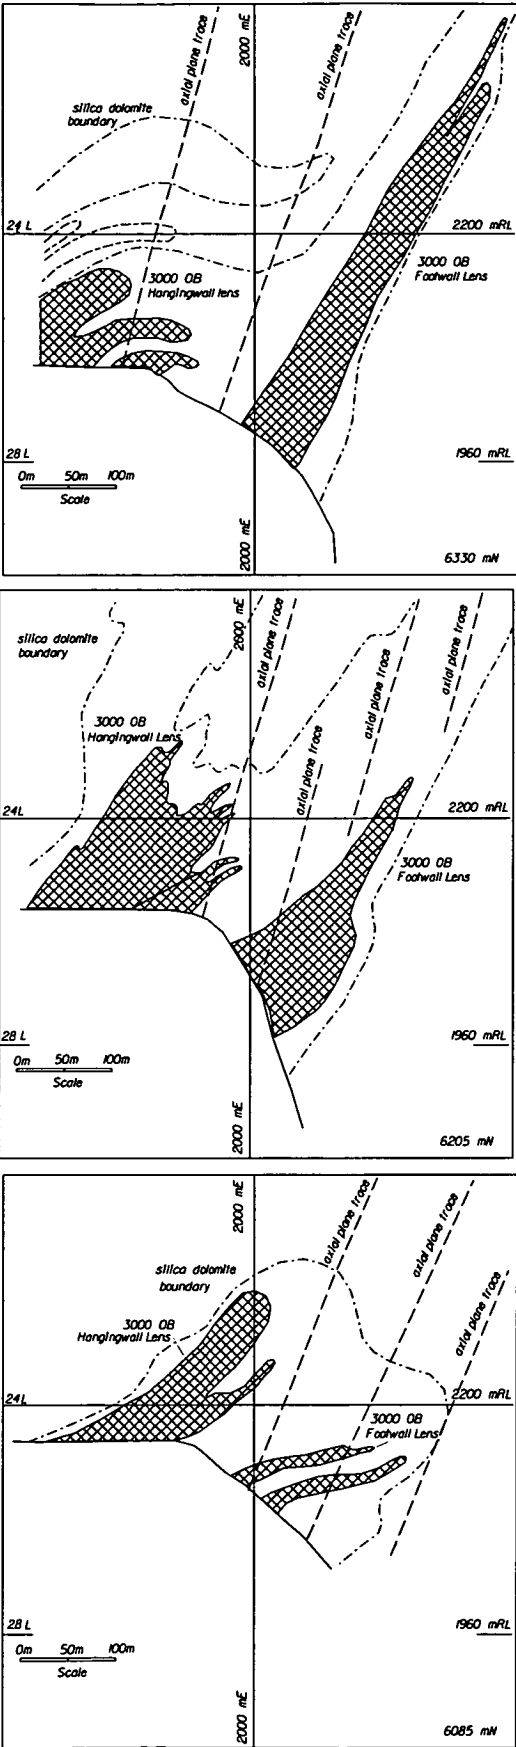 2000 mE
axial plane trace
axial plane trace
silica dolomite
boundary
24 L
2200 mRL
3000 OB
Hangingwall lens
3000 OB
Footwall Lens
28 L
1960 mRL
0m 50m 100m
Scale
2000 mE
6330 mN
2600 mE
silica dolomite
boundary
axial plane trace
axial plane trace
axial plane trace
axial plane trace
3000 OB
Hangingwall Lens
24L
2200 mRL
3000 OB
Footwall Lens
28 L
1960 mRL
0m 50m 100m
Scale
2000 mE
6205 mN
2000 mE
axial plane trace
axial plane trace
axial plane trace
silica dolomite
boundary
3000 OB
Hangingwall Lens
24L
2200 mRL
3000 OB
Footwall Lens
28 L
1960 mRL
0m 50m 100m
Scale
2000 mE
6085 mN